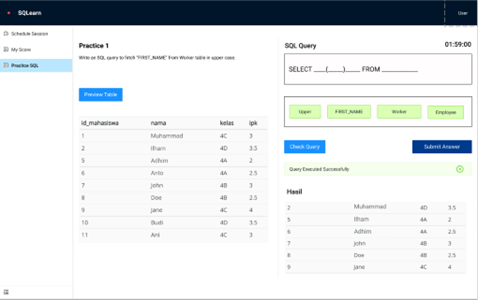 SQLearn
User
Schedule Session
My Score
Practice SQL
Practice 1
Write an SQL query to fetch "FIRST_NAME" from Worker table in upper case.
Preview Table
id_mahasiswa nama kelas ipk
1 Muhammad 4C 3
2 Ilham 4D 3.5
5 Adhim 4A 2
6 Anto 4A 2.5
7 John 4B 3
8 Doe 4B 2.5
9 Jane 4C 4
10 Budi 4D 3.5
11 Ani 4C 3
SQL Query
01:59:00
SELECT ____(_____)_____ FROM ____________
Upper FIRST_NAME Worker Employee
Check Query
Submit Answer
Query Executed Successfully
Hasil
2 Muhammad 4D 3.5
5 Ilham 4A 2
6 Adhim 4A 2.5
7 John 4B 3
8 Doe 4B 2.5
9 Jane 4C 4